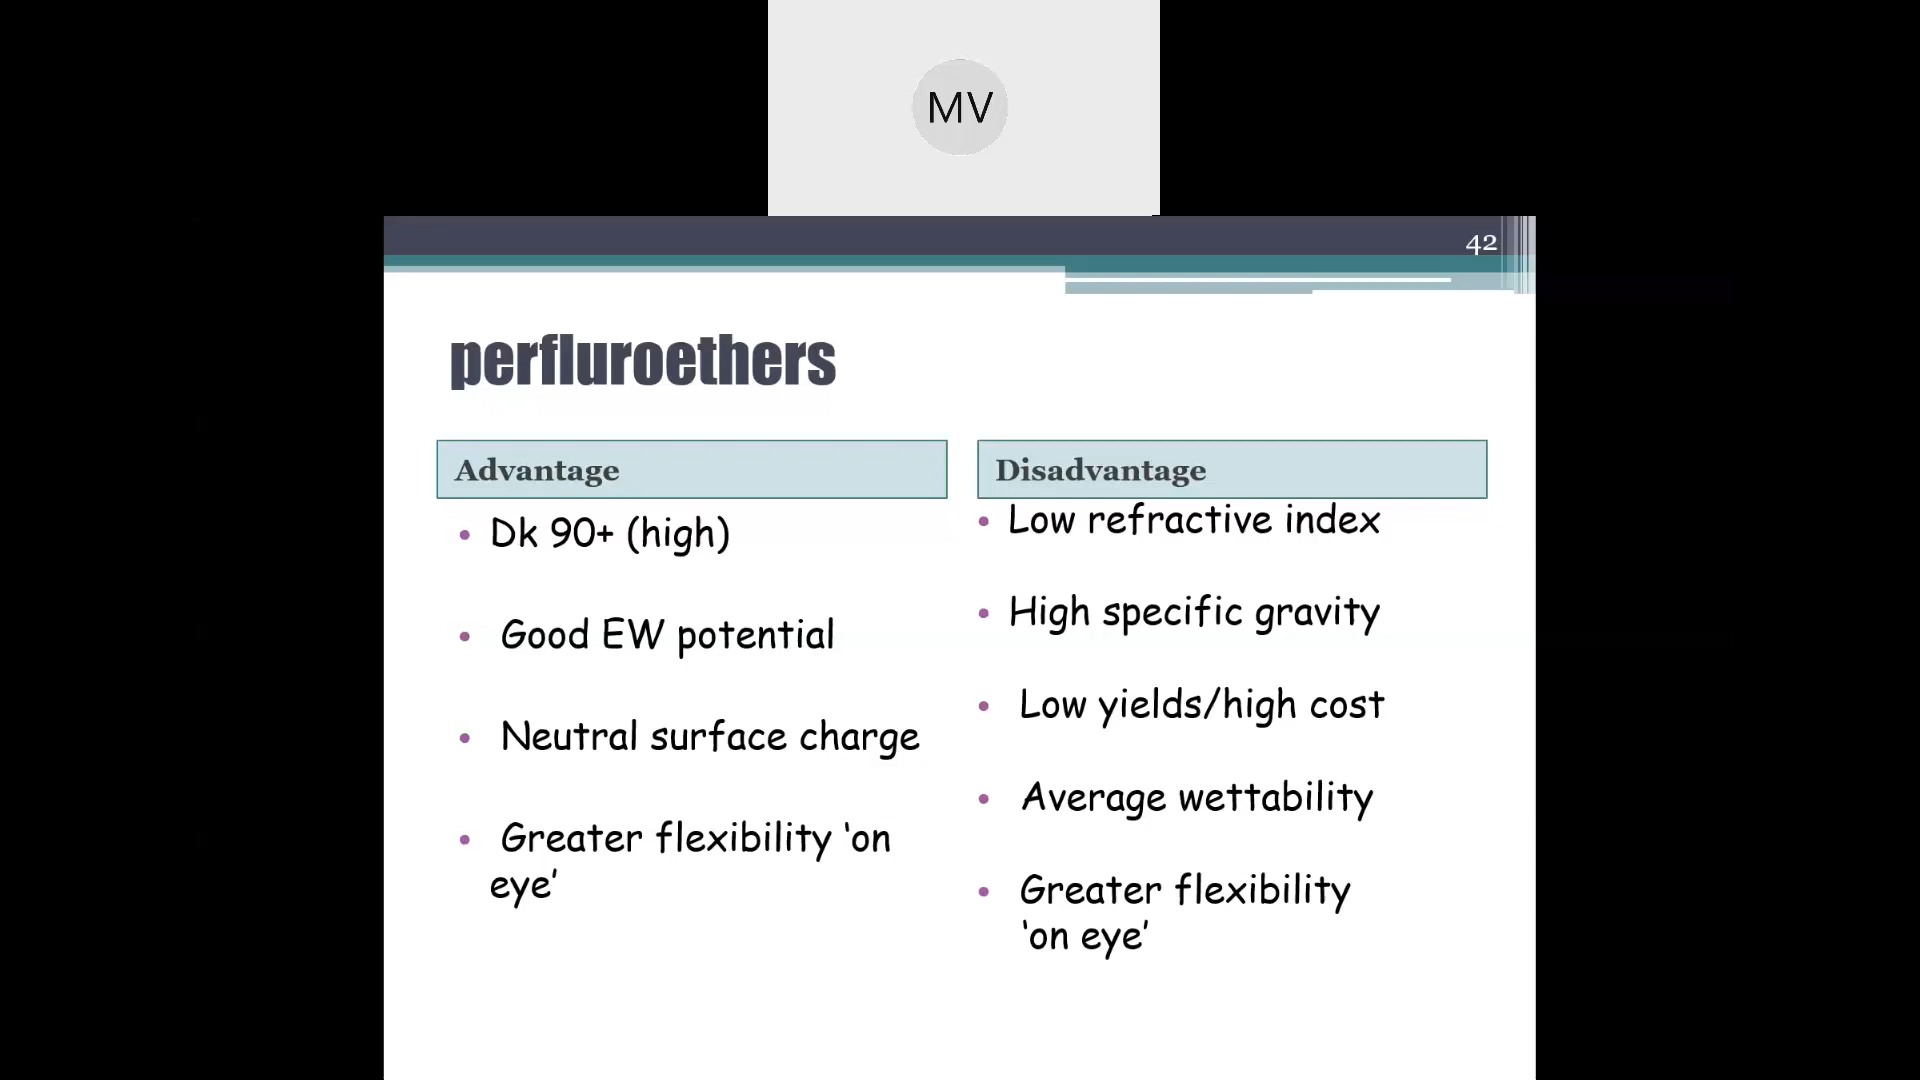 MV
42
perfluroethers
Advantage
• Dk 90+ (high)
• Good EW potential
• Neutral surface charge
• Greater flexibility ‘on
eye’
Disadvantage
• Low refractive index
• High specific gravity
• Low yields/high cost
• Average wettability
• Greater flexibility
‘on eye’